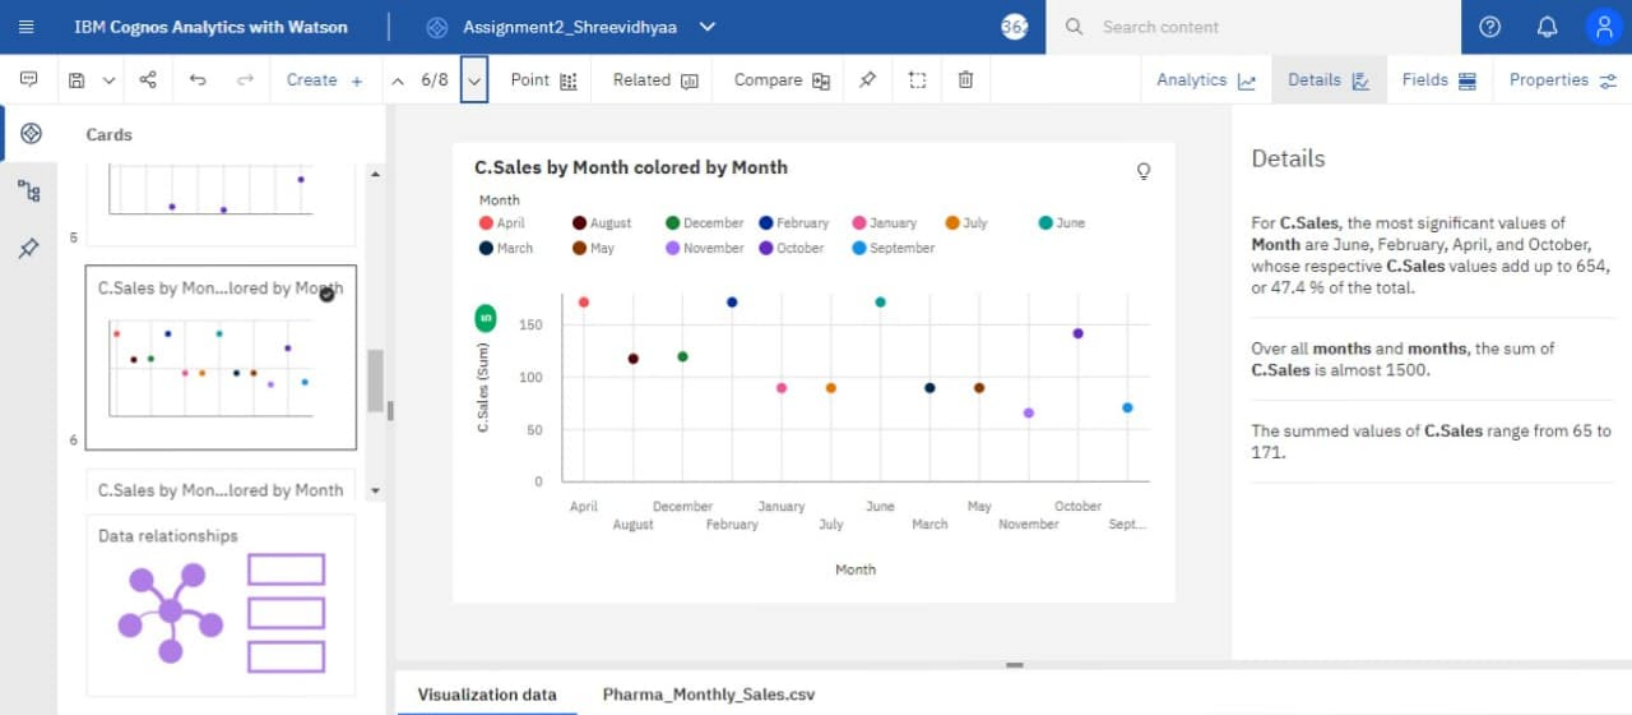 IBM Cognos Analytics with Watson
Assignment2_Shreevidhyaa
Search content
Create +
6/8
Point
Related
Compare
Analytics
Details
Fields
Properties
Cards
5
C.Sales by Mon...lored by Month
6
C.Sales by Mon...lored by Month
Data relationships
C.Sales by Month colored by Month
Month
April August December February January July June
March May November October September
C.Sales (Sum)
150
100
50
0
April December January June May October
August February July March November Sept...
Month
Visualization data Pharma_Monthly_Sales.csv
Details
For C.Sales, the most significant values of
Month are June, February, April, and October,
whose respective C.Sales values add up to 654,
or 47.4 % of the total.
Over all months and months, the sum of
C.Sales is almost 1500.
The summed values of C.Sales range from 65 to
171.